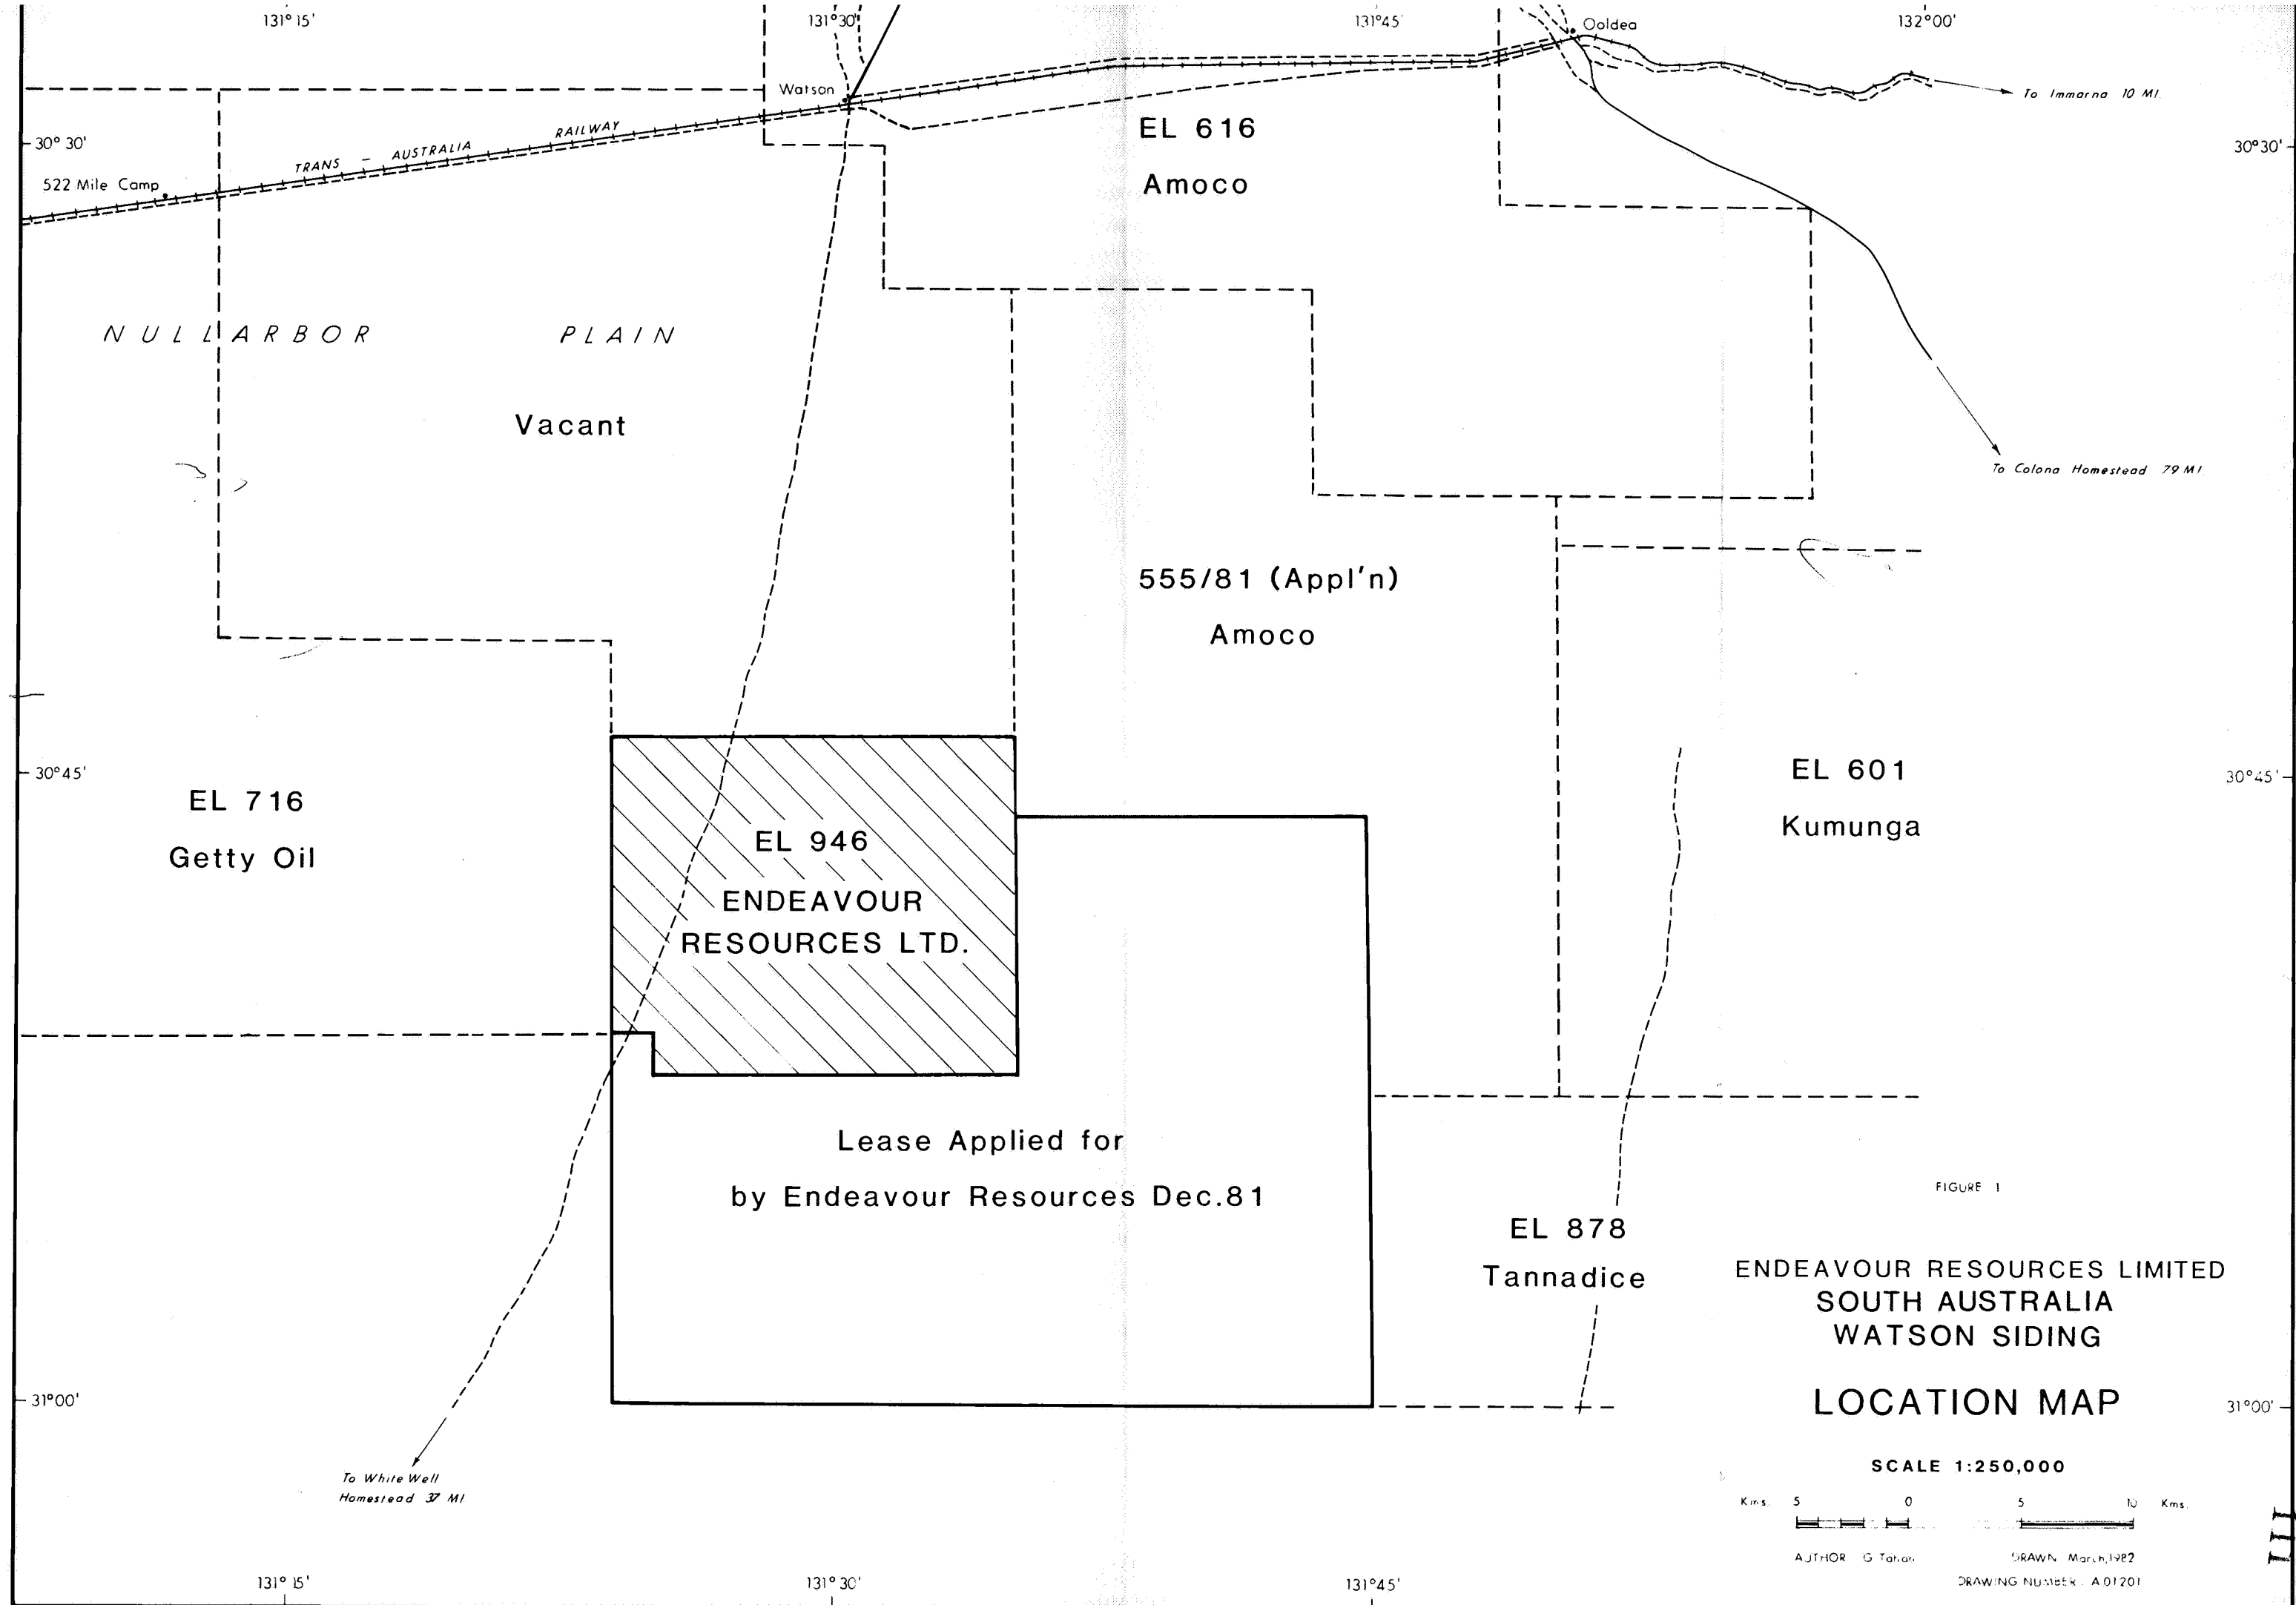 131° 15'
131° 30'
131° 45'
132° 00'
Ooldea
Watson
To Immarna 10 MI.
30° 30'
TRANS – AUSTRALIA RAILWAY
EL 616
Amoco
30° 30'
522 Mile Camp
NULLARBOR PLAIN
Vacant
To Colona Homestead 79 MI
555/81 (Appl'n)
Amoco
30° 45'
EL 716
Getty Oil
EL 946
ENDEAVOUR
RESOURCES LTD.
EL 601
Kumunga
30° 45'
Lease Applied for
by Endeavour Resources Dec.81
EL 878
Tannadice
FIGURE 1
ENDEAVOUR RESOURCES LIMITED
SOUTH AUSTRALIA
WATSON SIDING
LOCATION MAP
31° 00'
31° 00'
SCALE 1:250,000
To White Well
Homestead 37 MI
Kms. 5 0 5 10 Kms.
AUTHOR G
DRAWN March,1982
DRAWING NUMBER : A 01201
131° 15'
131° 30'
131° 45'